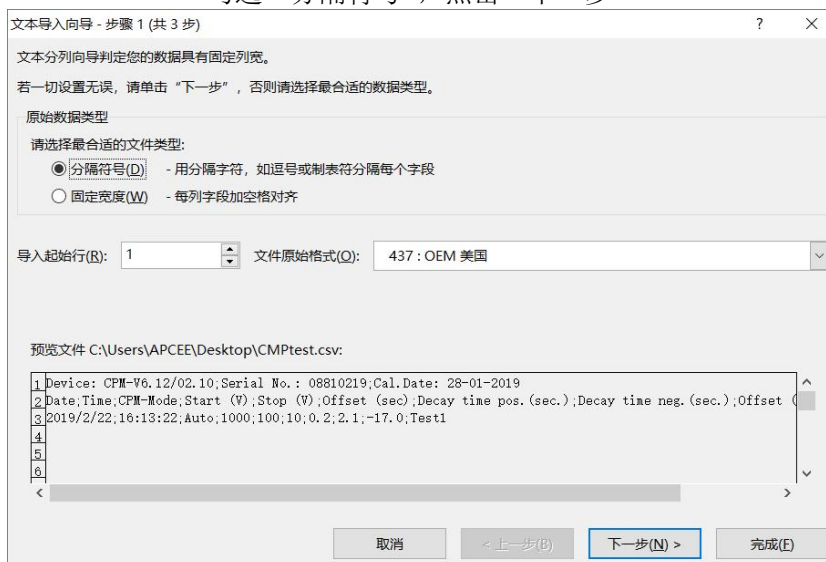 文本导入向导 - 步骤 1 (共 3 步) ? ×
文本分列向导判定您的数据具有固定列宽。
若一切设置无误，请单击“下一步”，否则请选择最合适的数据类型。
原始数据类型
请选择最合适的文件类型:
分隔符号(D) - 用分隔字符，如逗号或制表符分隔每个字段
固定宽度(W) - 每列字段加空格对齐
导入起始行(R): 1 文件原始格式(O): 437 : OEM 美国
预览文件 C:\Users\APCEE\Desktop\CMPtest.csv:
1 Device: CPM-V6.12/02.10;Serial No.: 08810219;Cal.Date: 28-01-2019
2 Date;Time;CPM-Mode;Start (V);Stop (V);Offset (sec);Decay time pos.(sec.);Decay time neg.(sec.);Offset (
3 2019/2/22;16:13:22;Auto;1000;100;10;0.2;2.1;-17.0;Test1
4
5
6
取消 < 上一步(B) 下一步(N) > 完成(F)